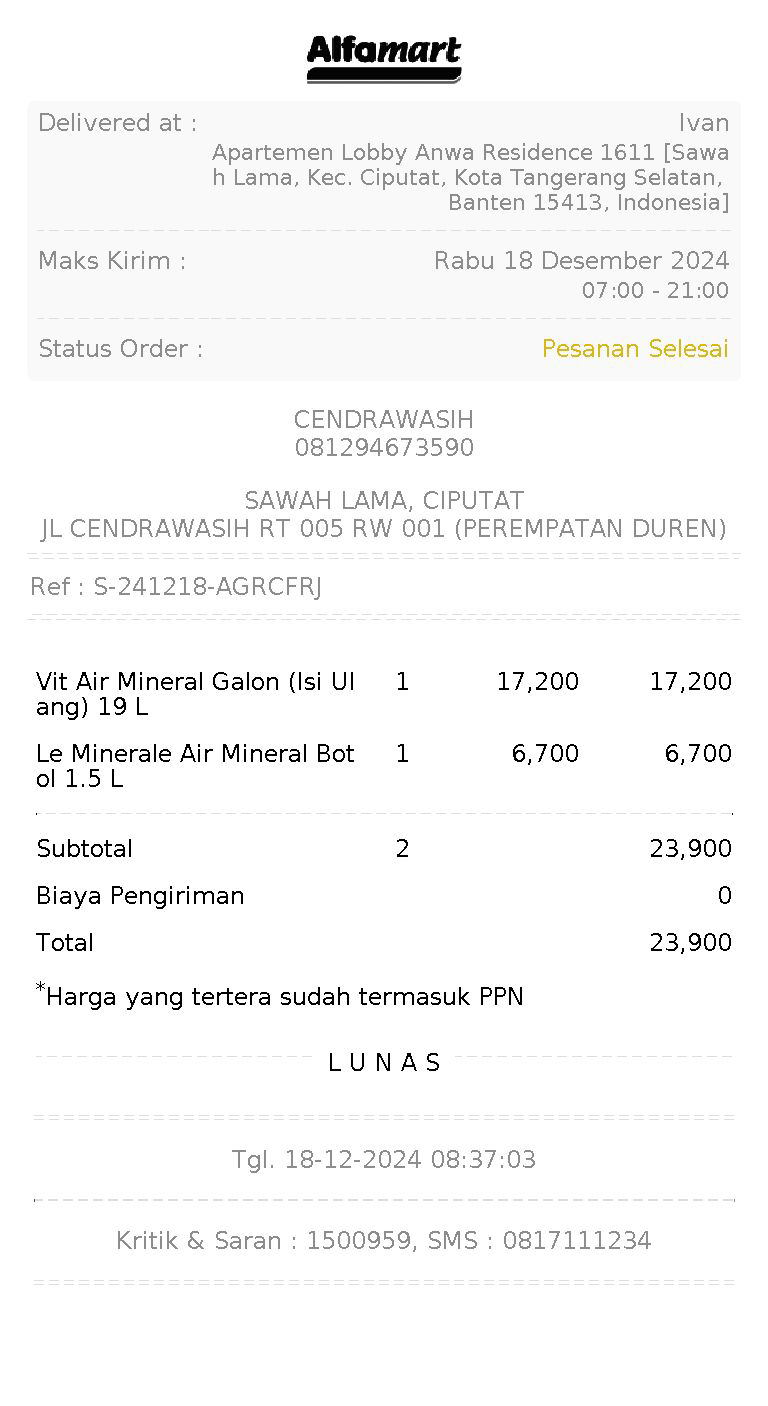 Alfamart
Delivered at : Ivan
Apartemen Lobby Anwa Residence 1611 [Sawa
h Lama, Kec. Ciputat, Kota Tangerang Selatan,
Banten 15413, Indonesia]
Maks Kirim : Rabu 18 Desember 2024
07:00 - 21:00
Status Order : Pesanan Selesai
CENDRAWASIH
081294673590
SAWAH LAMA, CIPUTAT
JL CENDRAWASIH RT 005 RW 001 (PEREMPATAN DUREN)
Ref : S-241218-AGRCFRJ
Vit Air Mineral Galon (Isi Ul 1 17,200 17,200
ang) 19 L
Le Minerale Air Mineral Bot 1 6,700 6,700
ol 1.5 L
Subtotal 2 23,900
Biaya Pengiriman 0
Total 23,900
*Harga yang tertera sudah termasuk PPN
L U N A S
Tgl. 18-12-2024 08:37:03
Kritik & Saran : 1500959, SMS : 0817111234